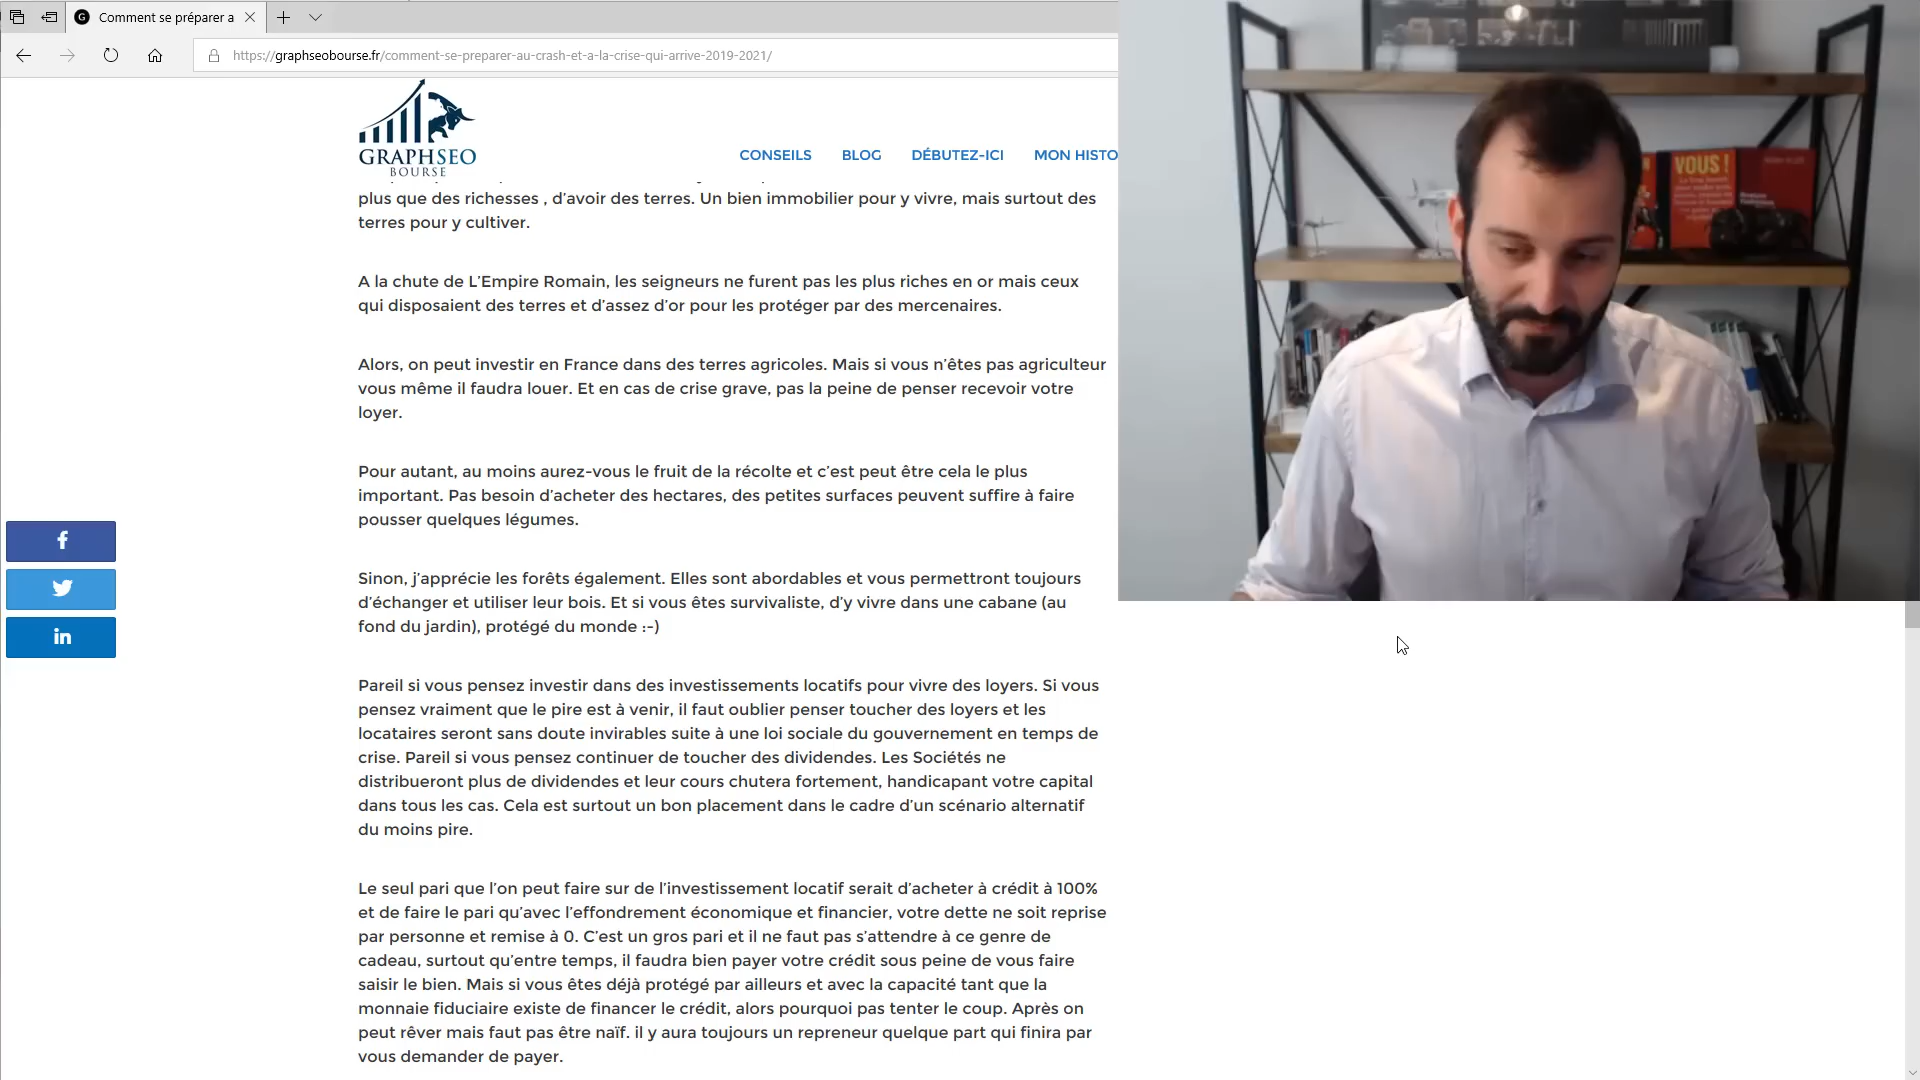 Comment se préparer a
https://graphseobourse.fr/comment-se-preparer-au-crash-et-a-la-crise-qui-arrive-2019-2021/
GRAPHSEO
BOURSE
CONSEILS
BLOG
DÉBUTEZ-ICI
MON HISTO
plus que des richesses , d’avoir des terres. Un bien immobilier pour y vivre, mais surtout des
terres pour y cultiver.
A la chute de L’Empire Romain, les seigneurs ne furent pas les plus riches en or mais ceux
qui disposaient des terres et d’assez d’or pour les protéger par des mercenaires.
Alors, on peut investir en France dans des terres agricoles. Mais si vous n’êtes pas agriculteur
vous même il faudra louer. Et en cas de crise grave, pas la peine de penser recevoir votre
loyer.
Pour autant, au moins aurez-vous le fruit de la récolte et c’est peut être cela le plus
important. Pas besoin d’acheter des hectares, des petites surfaces peuvent suffire à faire
pousser quelques légumes.
Sinon, j’apprécie les forêts également. Elles sont abordables et vous permettront toujours
d’échanger et utiliser leur bois. Et si vous êtes survivaliste, d’y vivre dans une cabane (au
fond du jardin), protégé du monde :-)
Pareil si vous pensez investir dans des investissements locatifs pour vivre des loyers. Si vous
pensez vraiment que le pire est à venir, il faut oublier penser toucher des loyers et les
locataires seront sans doute invirables suite à une loi sociale du gouvernement en temps de
crise. Pareil si vous pensez continuer de toucher des dividendes. Les Sociétés ne
distribueront plus de dividendes et leur cours chutera fortement, handicapant votre capital
dans tous les cas. Cela est surtout un bon placement dans le cadre d’un scénario alternatif
du moins pire.
Le seul pari que l’on peut faire sur de l’investissement locatif serait d’acheter à crédit à 100%
et de faire le pari qu’avec l’effondrement économique et financier, votre dette ne soit reprise
par personne et remise à 0. C’est un gros pari et il ne faut pas s’attendre à ce genre de
cadeau, surtout qu’entre temps, il faudra bien payer votre crédit sous peine de vous faire
saisir le bien. Mais si vous êtes déjà protégé par ailleurs et avec la capacité tant que la
monnaie fiduciaire existe de financer le crédit, alors pourquoi pas tenter le coup. Après on
peut rêver mais faut pas être naïf. il y aura toujours un repreneur quelque part qui finira par
vous demander de payer.
VOUS !